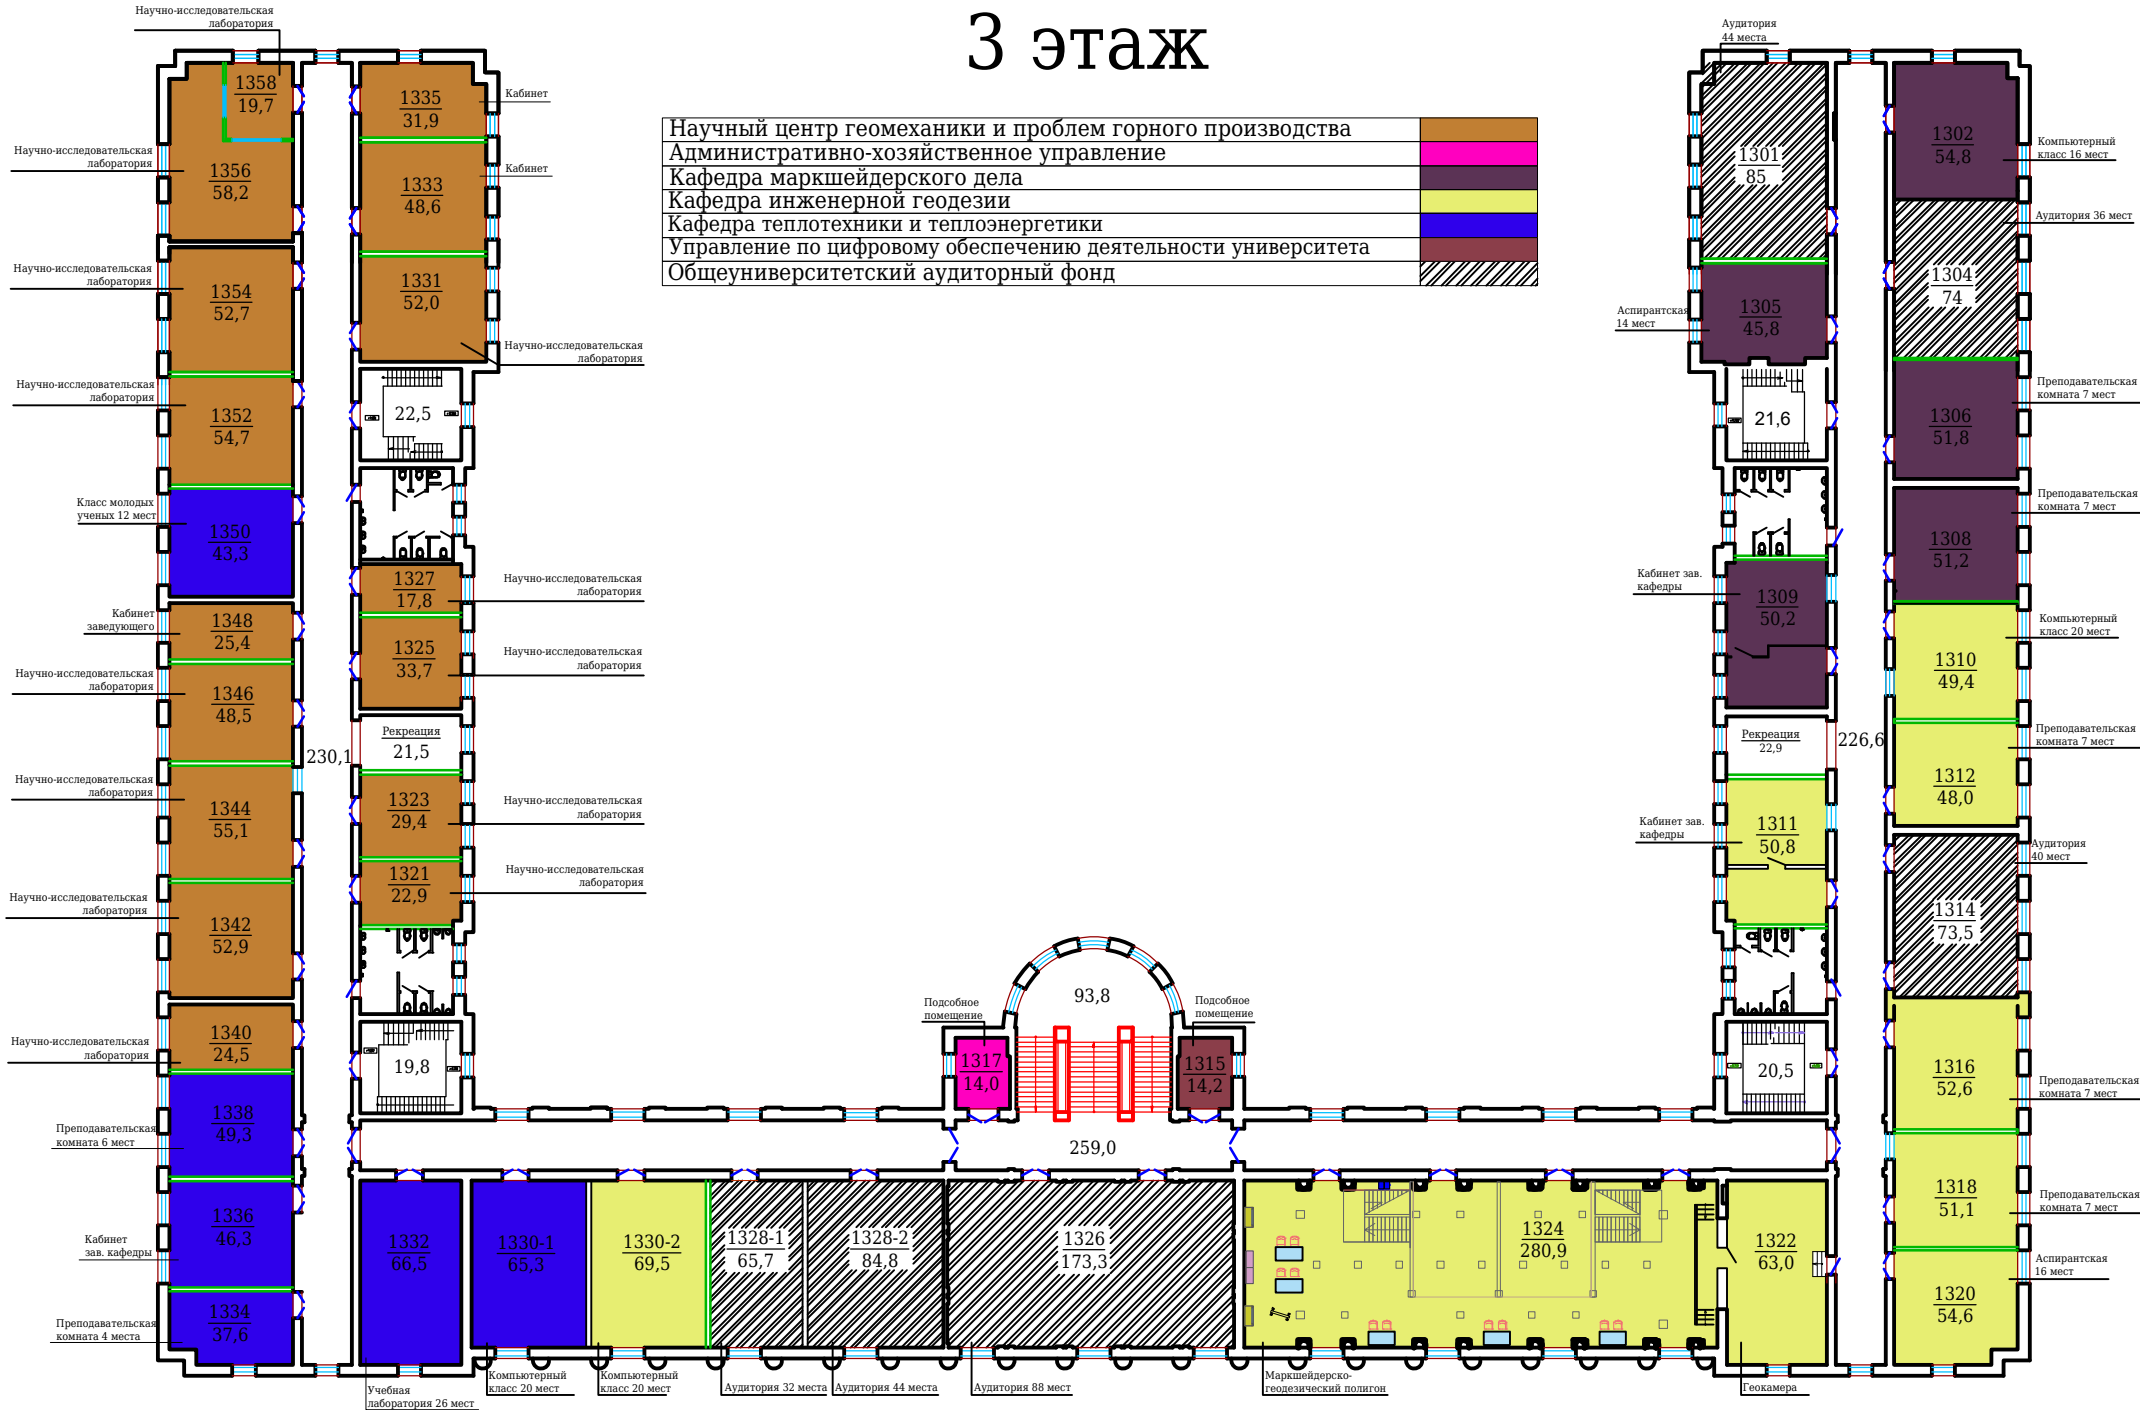 3 этаж
Научный центр геомеханики и проблем горного производства
Административно-хозяйственное управление
Кафедра маркшейдерского дела
Кафедра инженерной геодезии
Кафедра теплотехники и теплоэнергетики
Управление по цифровому обеспечению деятельности университета
Общеуниверситетский аудиторный фонд
Научно-исследовательская
лаборатория
1358
19,7
Научно-исследовательская
лаборатория
1356
58,2
Научно-исследовательская
лаборатория
1354
52,7
Научно-исследовательская
лаборатория
1352
54,7
Класс молодых
ученых 12 мест
1350
43,3
Кабинет
заведующего
1348
25,4
Научно-исследовательская
лаборатория
1346
48,5
Научно-исследовательская
лаборатория
1344
55,1
Научно-исследовательская
лаборатория
1342
52,9
Научно-исследовательская
лаборатория
1340
24,5
Преподавательская
комната 6 мест
1338
49,3
Кабинет
зав. кафедры
1336
46,3
Преподавательская
комната 4 места
1334
37,6
230,1
1335
31,9
Кабинет
1333
48,6
Кабинет
1331
52,0
Научно-исследовательская
лаборатория
22,5
1327
17,8
Научно-исследовательская
лаборатория
1325
33,7
Научно-исследовательская
лаборатория
Рекреация
21,5
1323
29,4
Научно-исследовательская
лаборатория
1321
22,9
Научно-исследовательская
лаборатория
19,8
1332
66,5
Учебная
лаборатория 26 мест
1330-1
65,3
Компьютерный
класс 20 мест
1330-2
69,5
Компьютерный
класс 20 мест
1328-1
65,7
Аудитория 32 места
1328-2
84,8
Аудитория 44 места
1326
173,3
Аудитория 88 мест
Подсобное
помещение
1317
14,0
93,8
Подсобное
помещение
1315
14,2
259,0
1324
280,9
Маркшейдерско-
геодезический полигон
1322
63,0
Геокамера
Аудитория
44 места
1301
85
Аспирантская
14 мест
1305
45,8
21,6
Кабинет зав.
кафедры
1309
50,2
Рекреация
22,9
Кабинет зав.
кафедры
1311
50,8
20,5
226,6
1302
54,8
Компьютерный
класс 16 мест
1304
74
Аудитория 36 мест
1306
51,8
Преподавательская
комната 7 мест
1308
51,2
Преподавательская
комната 7 мест
1310
49,4
Компьютерный
класс 20 мест
1312
48,0
Преподавательская
комната 7 мест
1314
73,5
Аудитория
40 мест
1316
52,6
Преподавательская
комната 7 мест
1318
51,1
Преподавательская
комната 7 мест
1320
54,6
Аспирантская
16 мест